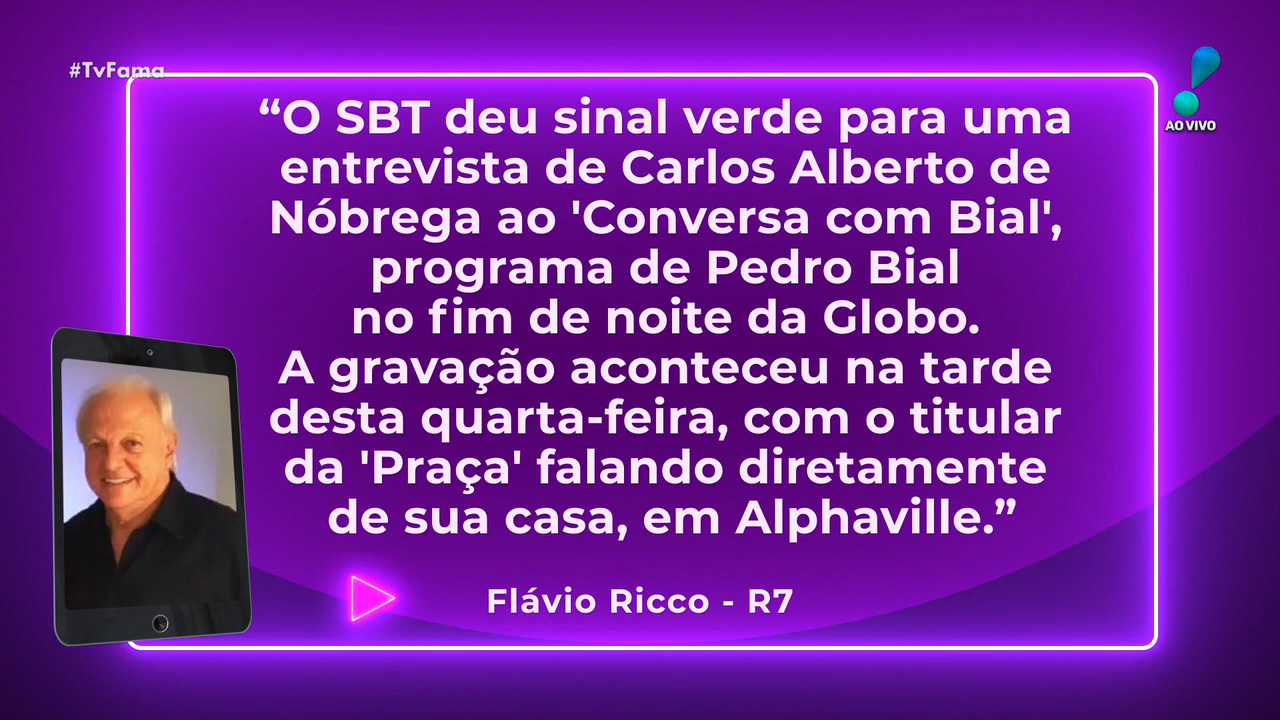 #TvFama
AO VIVO
“O SBT deu sinal verde para uma
entrevista de Carlos Alberto de
Nóbrega ao 'Conversa com Bial',
programa de Pedro Bial
no fim de noite da Globo.
A gravação aconteceu na tarde
desta quarta-feira, com o titular
da 'Praça' falando diretamente
de sua casa, em Alphaville.”
Flávio Ricco - R7